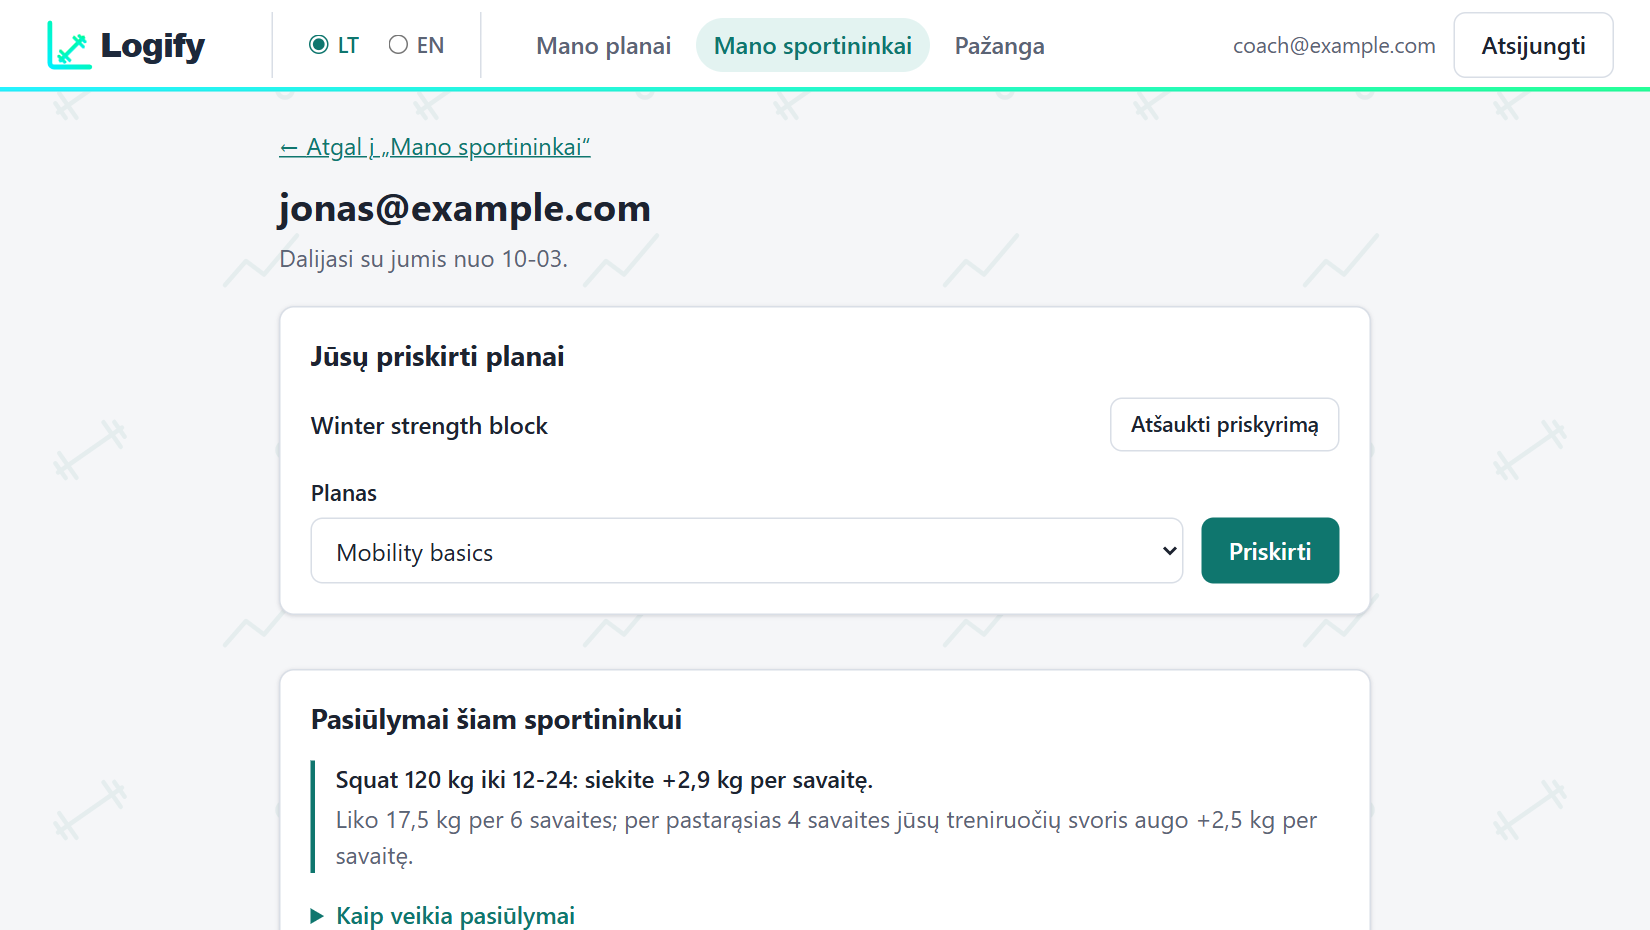 Logify
LT
EN
Mano planai
Mano sportininkai
Pažanga
coach@example.com
Atsijungti
← Atgal į „Mano sportininkai“
jonas@example.com
Dalijasi su jumis nuo 10-03.
Jūsų priskirti planai
Winter strength block
Atšaukti priskyrimą
Planas
Mobility basics
Priskirti
Pasiūlymai šiam sportininkui
Squat 120 kg iki 12-24: siekite +2,9 kg per savaitę.
Liko 17,5 kg per 6 savaites; per pastarąsias 4 savaites jūsų treniruočių svoris augo +2,5 kg per
savaitę.
Kaip veikia pasiūlymai